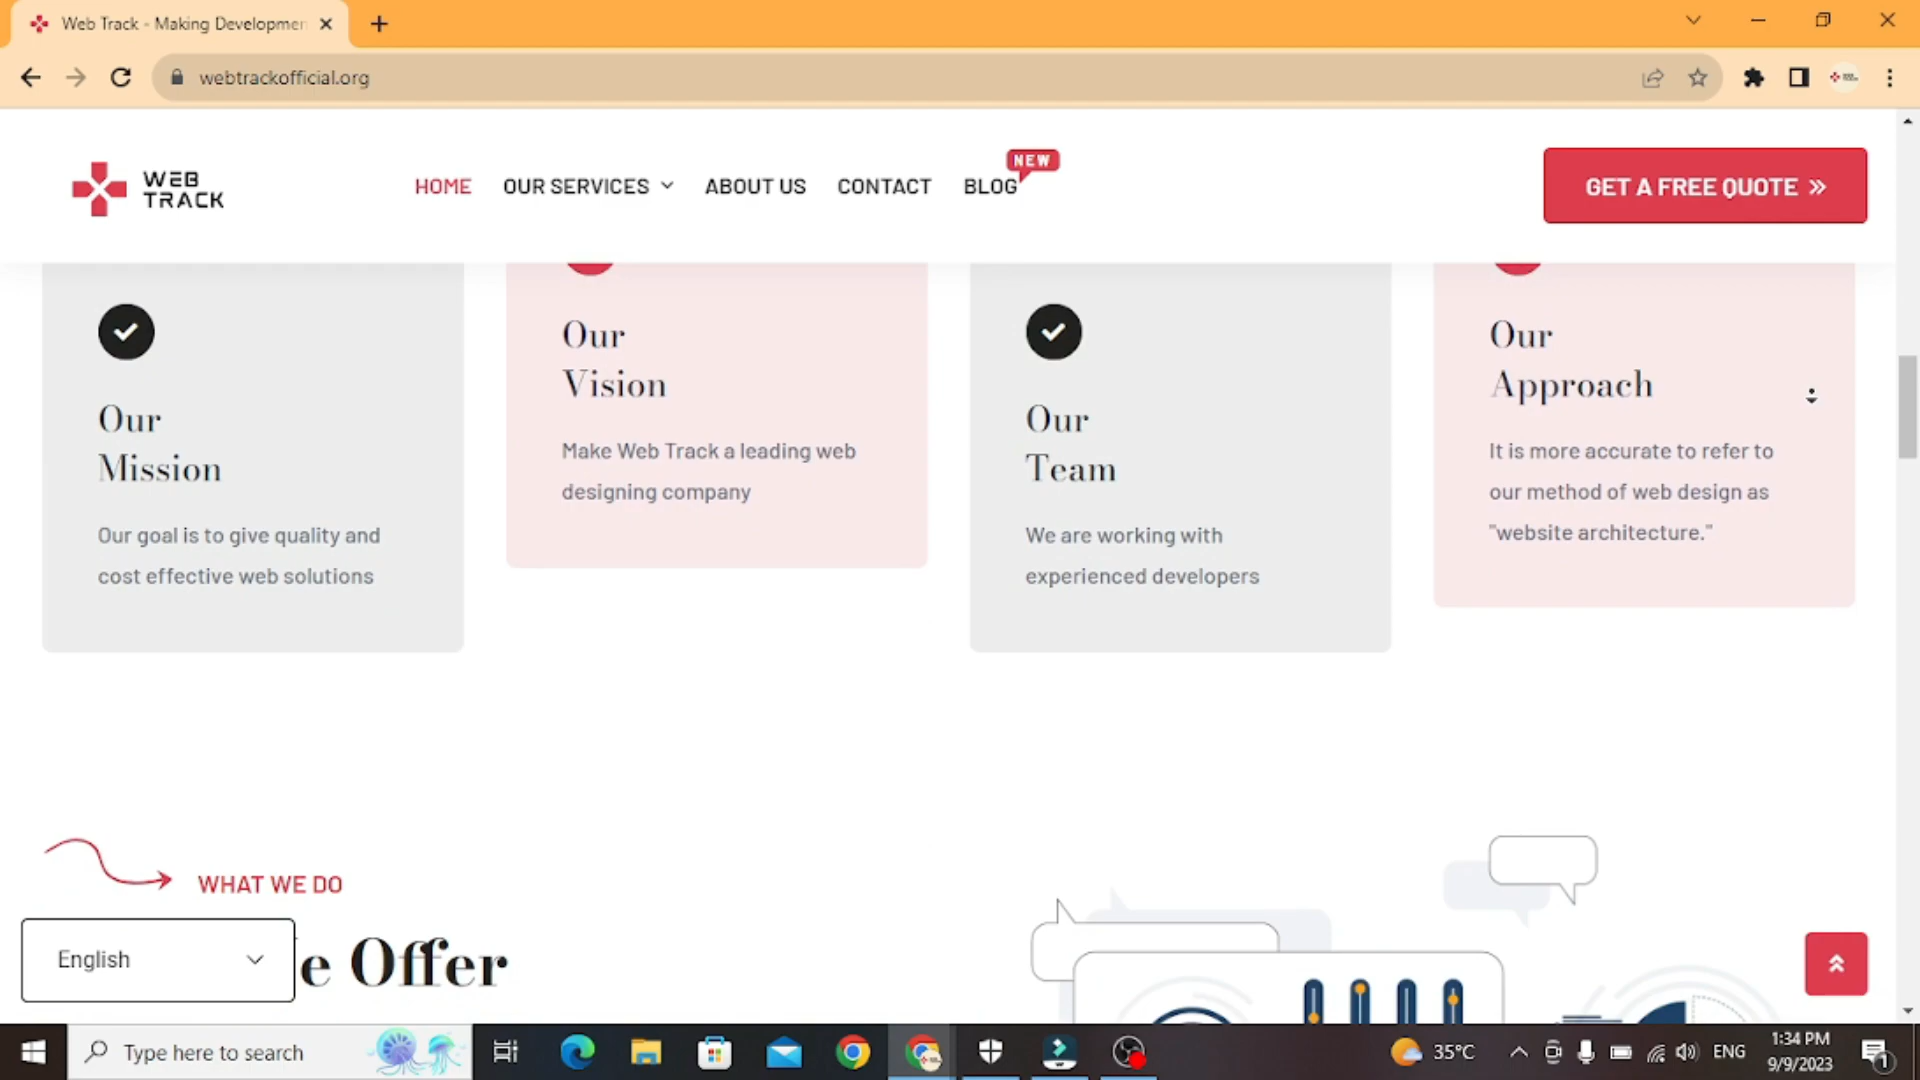 Web Track - Making Developmen
webtrackofficial.org
WEB
TRACK
HOME
OUR SERVICES
ABOUT US
CONTACT
BLOG
NEW
GET A FREE QUOTE
Our
Mission
Our goal is to give quality and
cost effective web solutions
Our
Vision
Make Web Track a leading web
designing company
Our
Team
We are working with
experienced developers
Our
Approach
It is more accurate to refer to
our method of web design as
"website architecture."
WHAT WE DO
e Offer
English
Type here to search
35°C
ENG
1:34 PM
9/9/2023
1